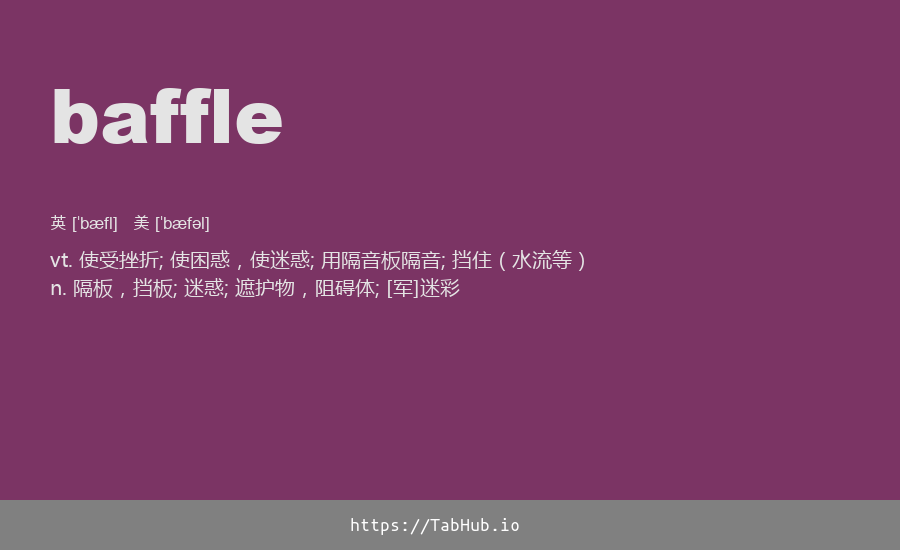 baffle
英 ['bæfl] 美 ['bæfəl]
vt. 使受挫折; 使困惑，使迷惑; 用隔音板隔音; 挡住（水流等）
n. 隔板，挡板; 迷惑; 遮护物，阻碍体; [军]迷彩
https://TabHub.io